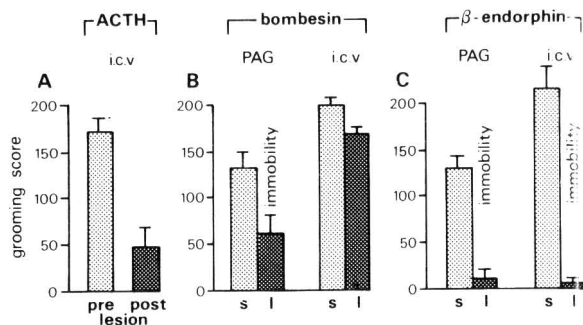 ACTH
bombesin
β-endorphin
i.c.v
PAG
i.c.v
PAG
i.c.v
A
B
C
grooming score
200
150
100
50
0
pre post
lesion
200
150
100
50
0
immobility
s l
s l
200
150
100
50
0
immobility
immobility
s l
s l